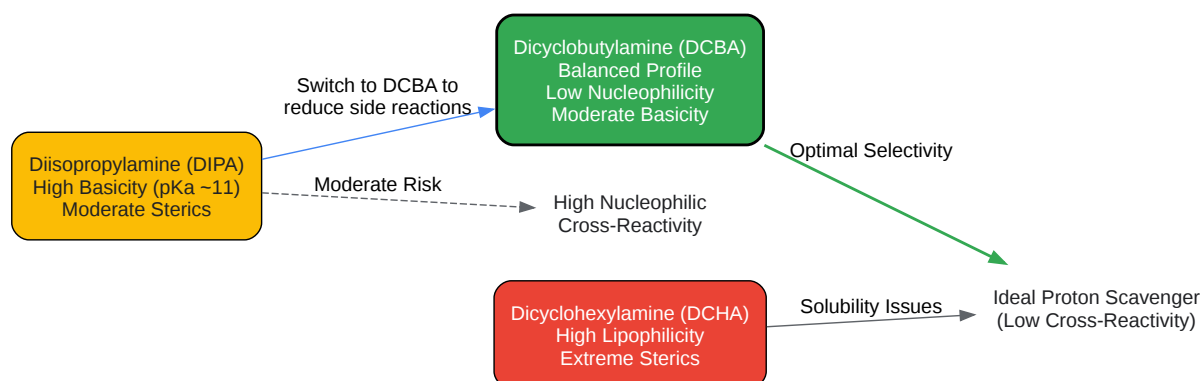 Dicyclobutylamine (DCBA)
Balanced Profile
Low Nucleophilicity
Moderate Basicity
Switch to DCBA to
reduce side reactions
Diisopropylamine (DIPA)
High Basicity (pKa ~11)
Moderate Sterics
Moderate Risk
High Nucleophilic
Cross-Reactivity
Optimal Selectivity
Dicyclohexylamine (DCHA)
High Lipophilicity
Extreme Sterics
Solubility Issues
Ideal Proton Scavenger
(Low Cross-Reactivity)